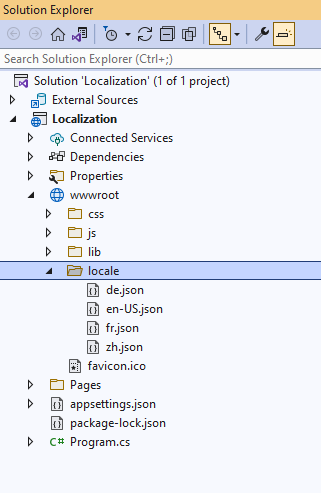 Solution Explorer
Search Solution Explorer (Ctrl+;)
Solution 'Localization' (1 of 1 project)
External Sources
Localization
Connected Services
Dependencies
Properties
wwwroot
css
js
lib
locale
de.json
en-US.json
fr.json
zh.json
favicon.ico
Pages
appsettings.json
package-lock.json
C# Program.cs